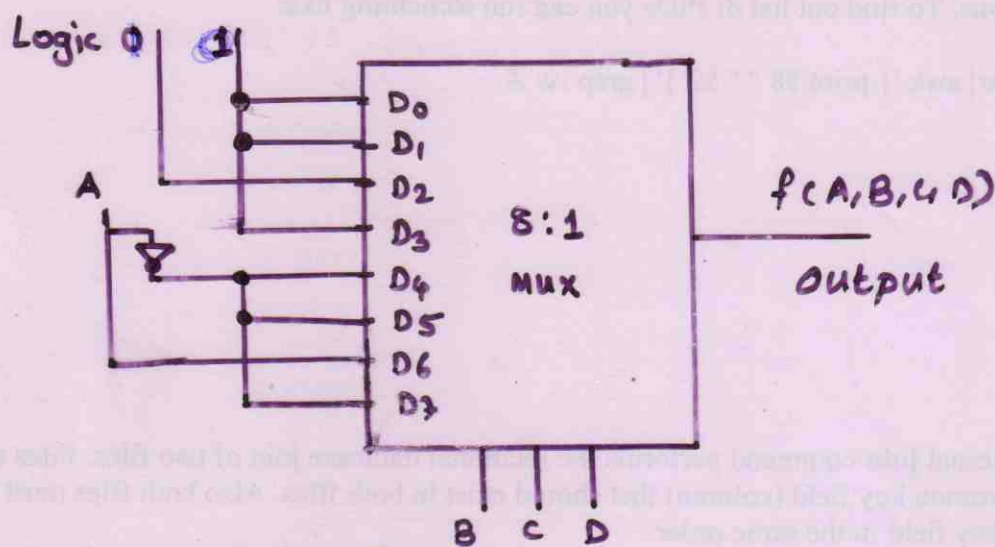 Logic 0 1
A
D0
D1
D2
D3
D4
D5
D6
D7
8:1
mux
f(A,B,C,D)
output
B C D